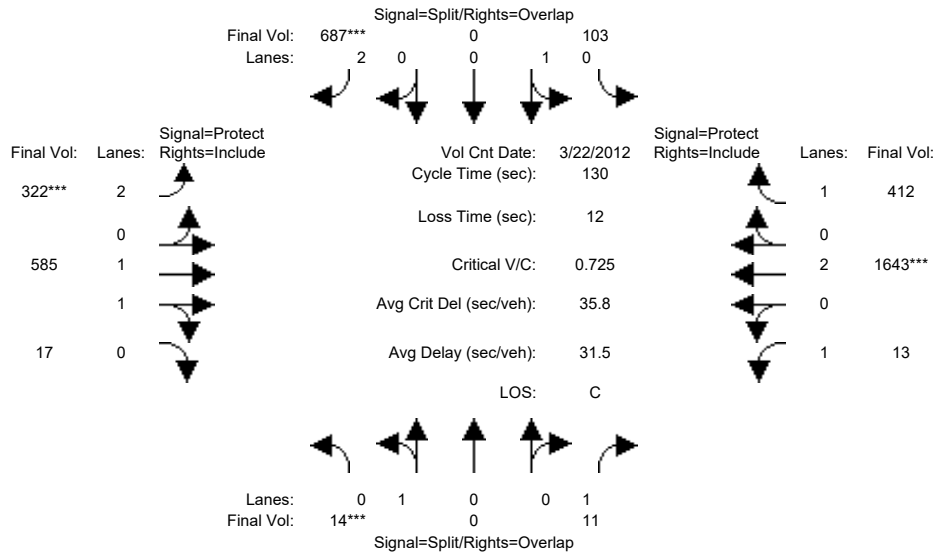 Signal=Split/Rights=Overlap
Final Vol: 687*** 0 103
Lanes: 2 0 0 1 0
Signal=Protect Signal=Protect
Final Vol: Lanes: Rights=Include Vol Cnt Date: 3/22/2012 Rights=Include Lanes: Final Vol:
Cycle Time (sec): 130
322*** 2 1 412
Loss Time (sec): 12
0 0
585 1 Critical V/C: 0.725 2 1643***
1 Avg Crit Del (sec/veh): 35.8 0
17 0 Avg Delay (sec/veh): 31.5 1 13
LOS: C
Lanes: 0 1 0 0 1
Final Vol: 14*** 0 11
Signal=Split/Rights=Overlap